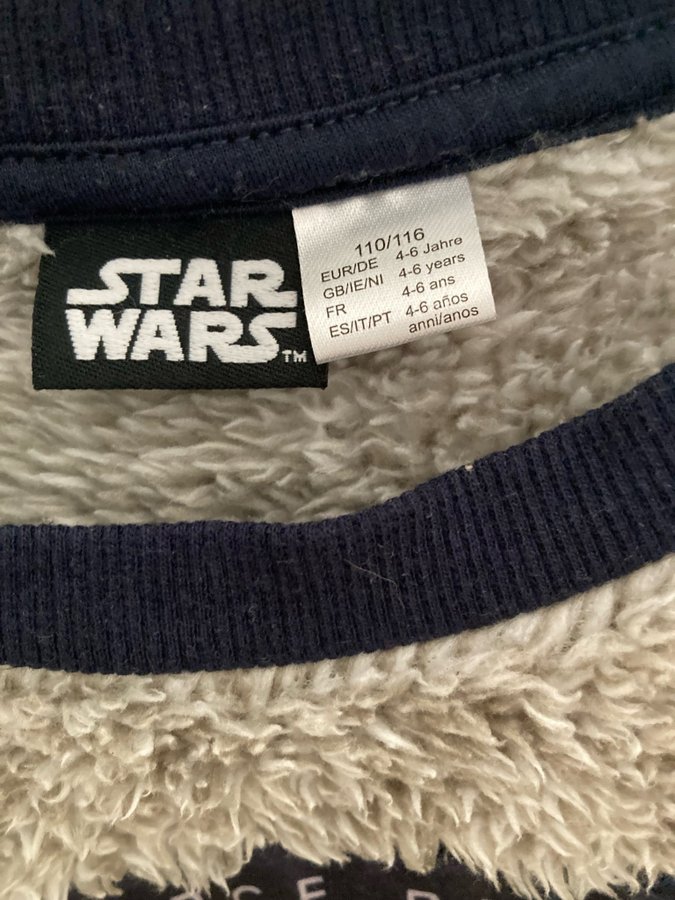 STAR
WARS™
110/116
EUR/DE 4-6 Jahre
GB/IE/NI 4-6 years
FR 4-6 ans
ES/IT/PT 4-6 años
anni/anos